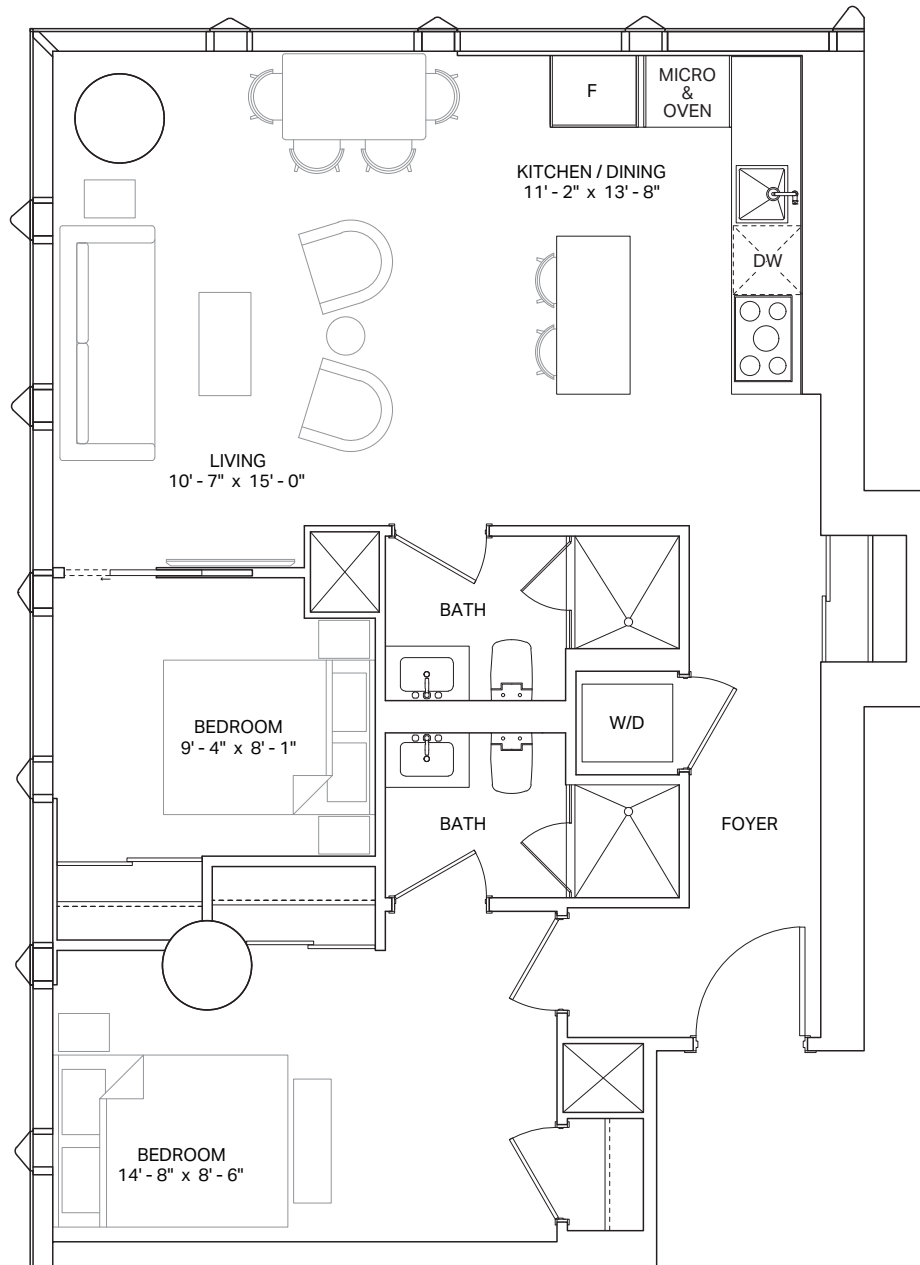 F
MICRO
&
OVEN
KITCHEN / DINING
11' - 2" x 13' - 8"
DW
LIVING
10' - 7" x 15' - 0"
BATH
BEDROOM
9' - 4" x 8' - 1"
W/D
BATH
FOYER
BEDROOM
14' - 8" x 8' - 6"